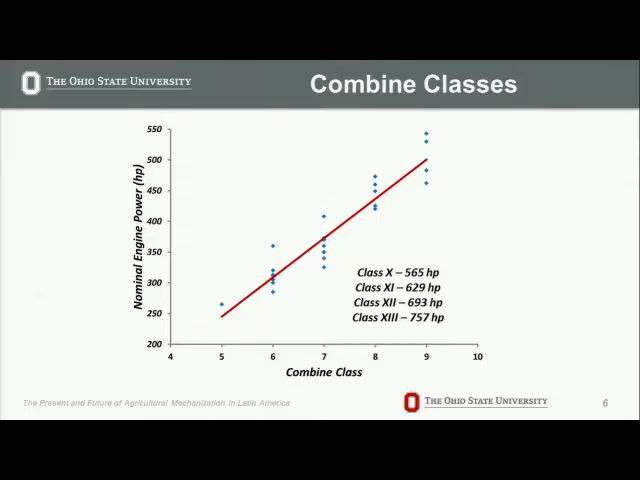 THE OHIO STATE UNIVERSITY
Combine Classes
550
500
450
400
350
300
250
200
Nominal Engine Power (hp)
Class X – 565 hp
Class XI – 629 hp
Class XII – 693 hp
Class XIII – 757 hp
4 5 6 7 8 9 10
Combine Class
The Present and Future of Agricultural Mechanization in Latin America
THE OHIO STATE UNIVERSITY
6